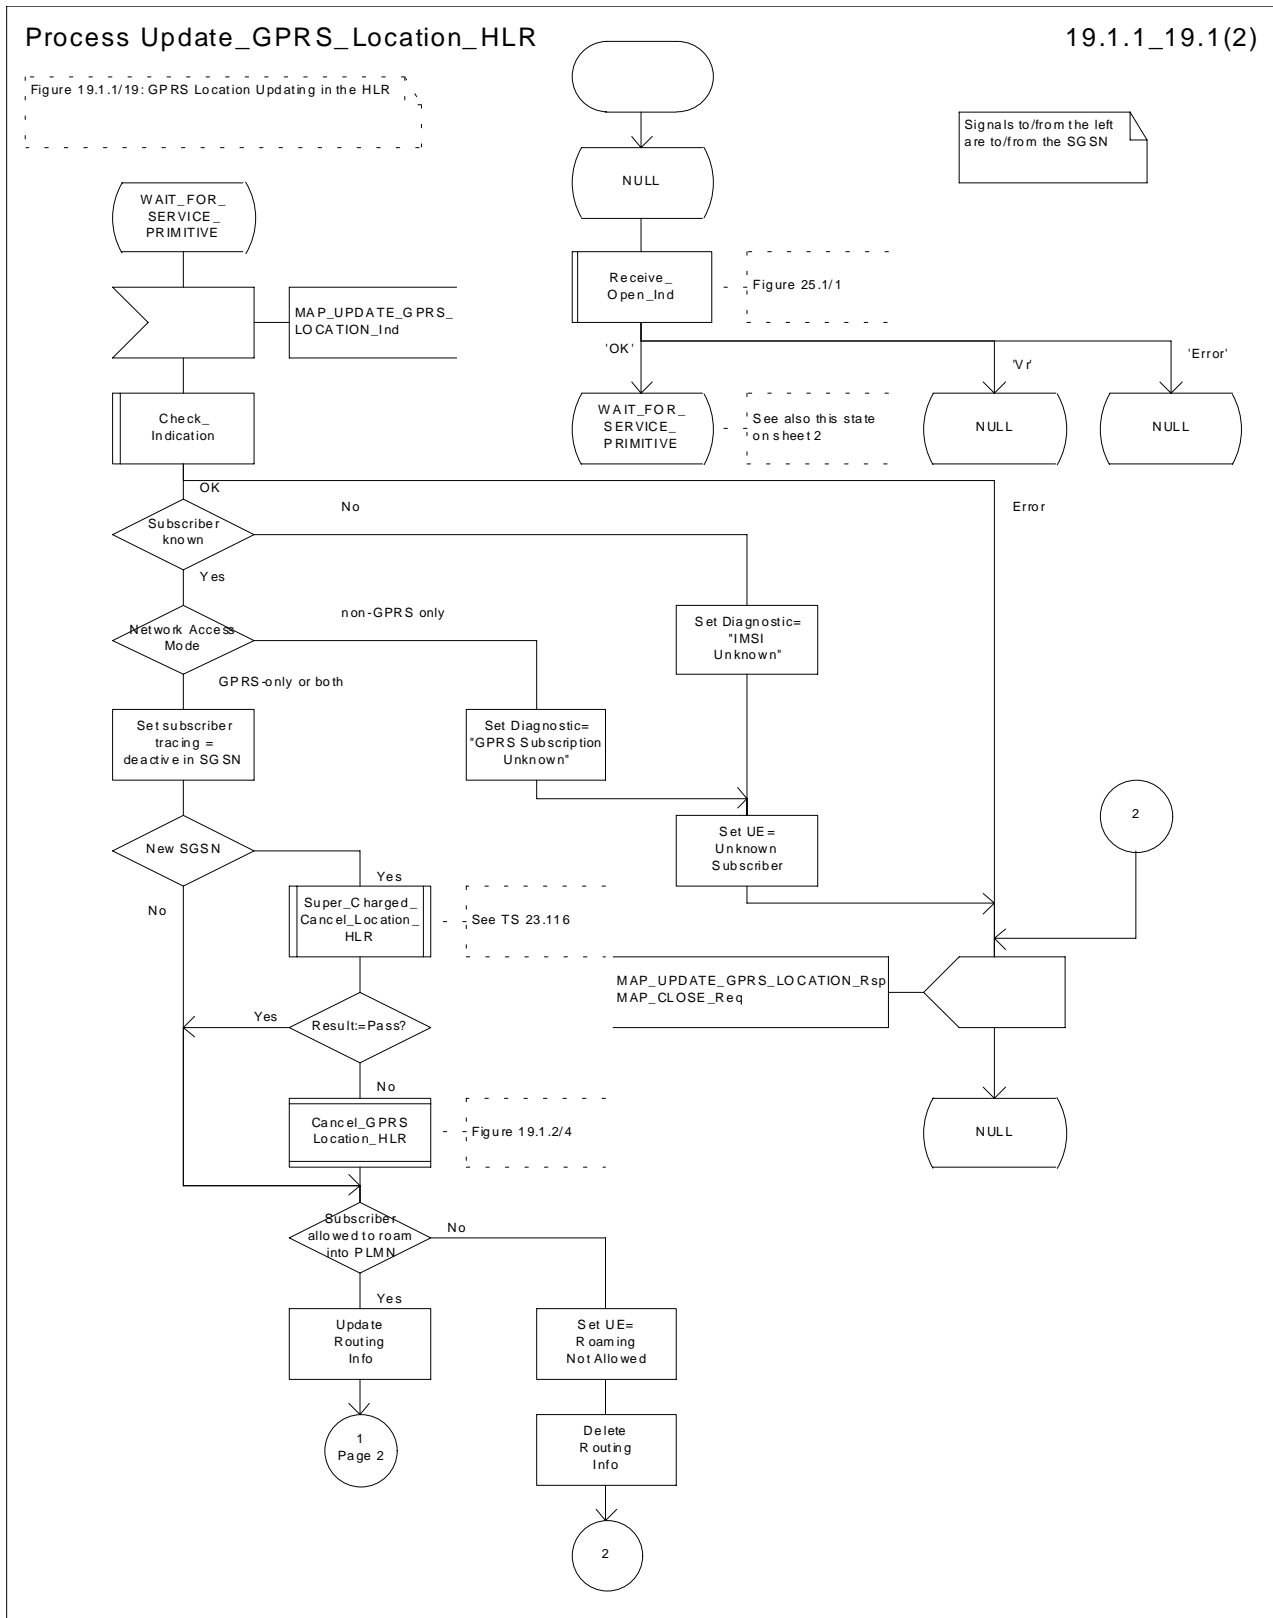 Process Update_GPRS_Location_HLR
19.1.1_19.1(2)
Figure 19.1.1/19: GPRS Location Updating in the HLR
Signals to/from the left
are to/from the SGSN
NULL
WAIT_FOR_
SERVICE_
PRIMITIVE
Receive_
Open_Ind
Figure 25.1/1
MAP_UPDATE_GPRS_
LOCATION_Ind
'OK'
'Vr'
'Error'
Check_
Indication
WAIT_FOR_
SERVICE_
PRIMITIVE
See also this state
on sheet 2
NULL
NULL
OK
No
Error
Subscriber
known
Yes
Network Access
Mode
non-GPRS only
Set Diagnostic=
"IMSI
Unknown"
GPRS-only or both
Set subscriber
tracing =
deactive in SGSN
Set Diagnostic=
"GPRS Subscription
Unknown"
2
New SGSN
Set UE=
Unknown
Subscriber
Yes
No
Super_Charged_
Cancel_Location_
HLR
See TS 23.116
MAP_UPDATE_GPRS_LOCATION_Rsp
MAP_CLOSE_Req
Yes
Result:=Pass?
No
Cancel_GPRS
Location_HLR
Figure 19.1.2/4
NULL
Subscriber
allowed to roam
into PLMN
No
Yes
Update
Routing
Info
Set UE=
Roaming
Not Allowed
1
Page 2
Delete
Routing
Info
2